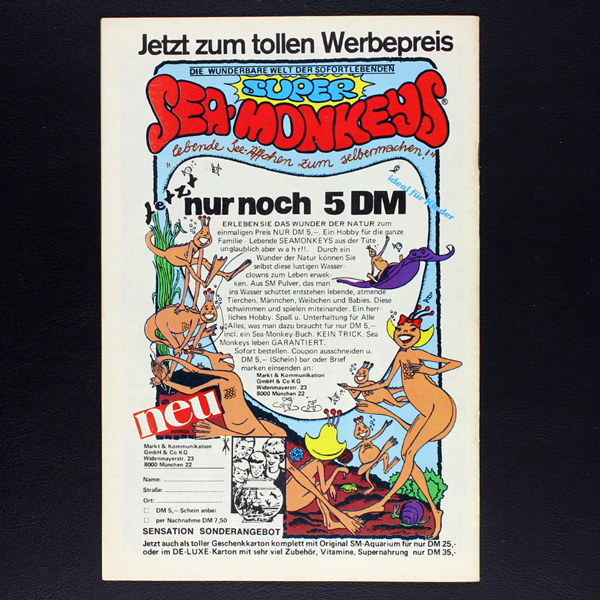 Jetzt zum tollen Werbepreis
DIE WUNDERBARE WELT DER SOFORTLEBENDEN
SUPER
SEA-MONKEYS®
"lebende See-Äffchen zum selbermachen!"
ideal für Kinder
Jetzt
nur noch 5 DM
ERLEBEN SIE DAS WUNDER DER NATUR zum
einmaligen Preis NUR DM 5,–. Ein Hobby für die ganze
Familie - Lebende SEAMONKEYS aus der Tüte
unglaublich aber w a h r!!. Durch ein
Wunder der Natur können Sie
selbst diese lustigen Wasser-
clowns zum Leben erwek-
ken. Aus SM Pulver, das man
ins Wasser schüttet entstehen lebende, atmende
Tierchen. Männchen, Weibchen und Babies. Diese
schwimmen und spielen miteinander. Ein herr-
liches Hobby. Spaß u. Unterhaltung für Alle
Alles, was man dazu braucht für nur DM 5,–
incl. ein Sea-Monkey-Buch. KEIN TRICK. Sea
Monkeys leben GARANTIERT.
Sofort bestellen. Coupon ausschneiden u.
DM 5,– (Schein) bar oder Brief
marken einsenden an:
Markt & Kommunikation
GmbH & Co KG
Widenmayerstr. 23
8000 München 22
neu
Markt & Kommunikation
GmbH & Co KG
Widenmayerstr. 23
8000 München 22
Name:
Straße:
Ort:
DM 5,– Schein anbei
per Nachnahme DM 7,50
SENSATION SONDERANGEBOT
Jetzt auch als toller Geschenkkarton komplett mit Original SM-Aquarium für nur DM 25,-
oder im DE-LUXE-Karton mit sehr viel Zubehör, Vitamine, Supernahrung nur DM 35,-